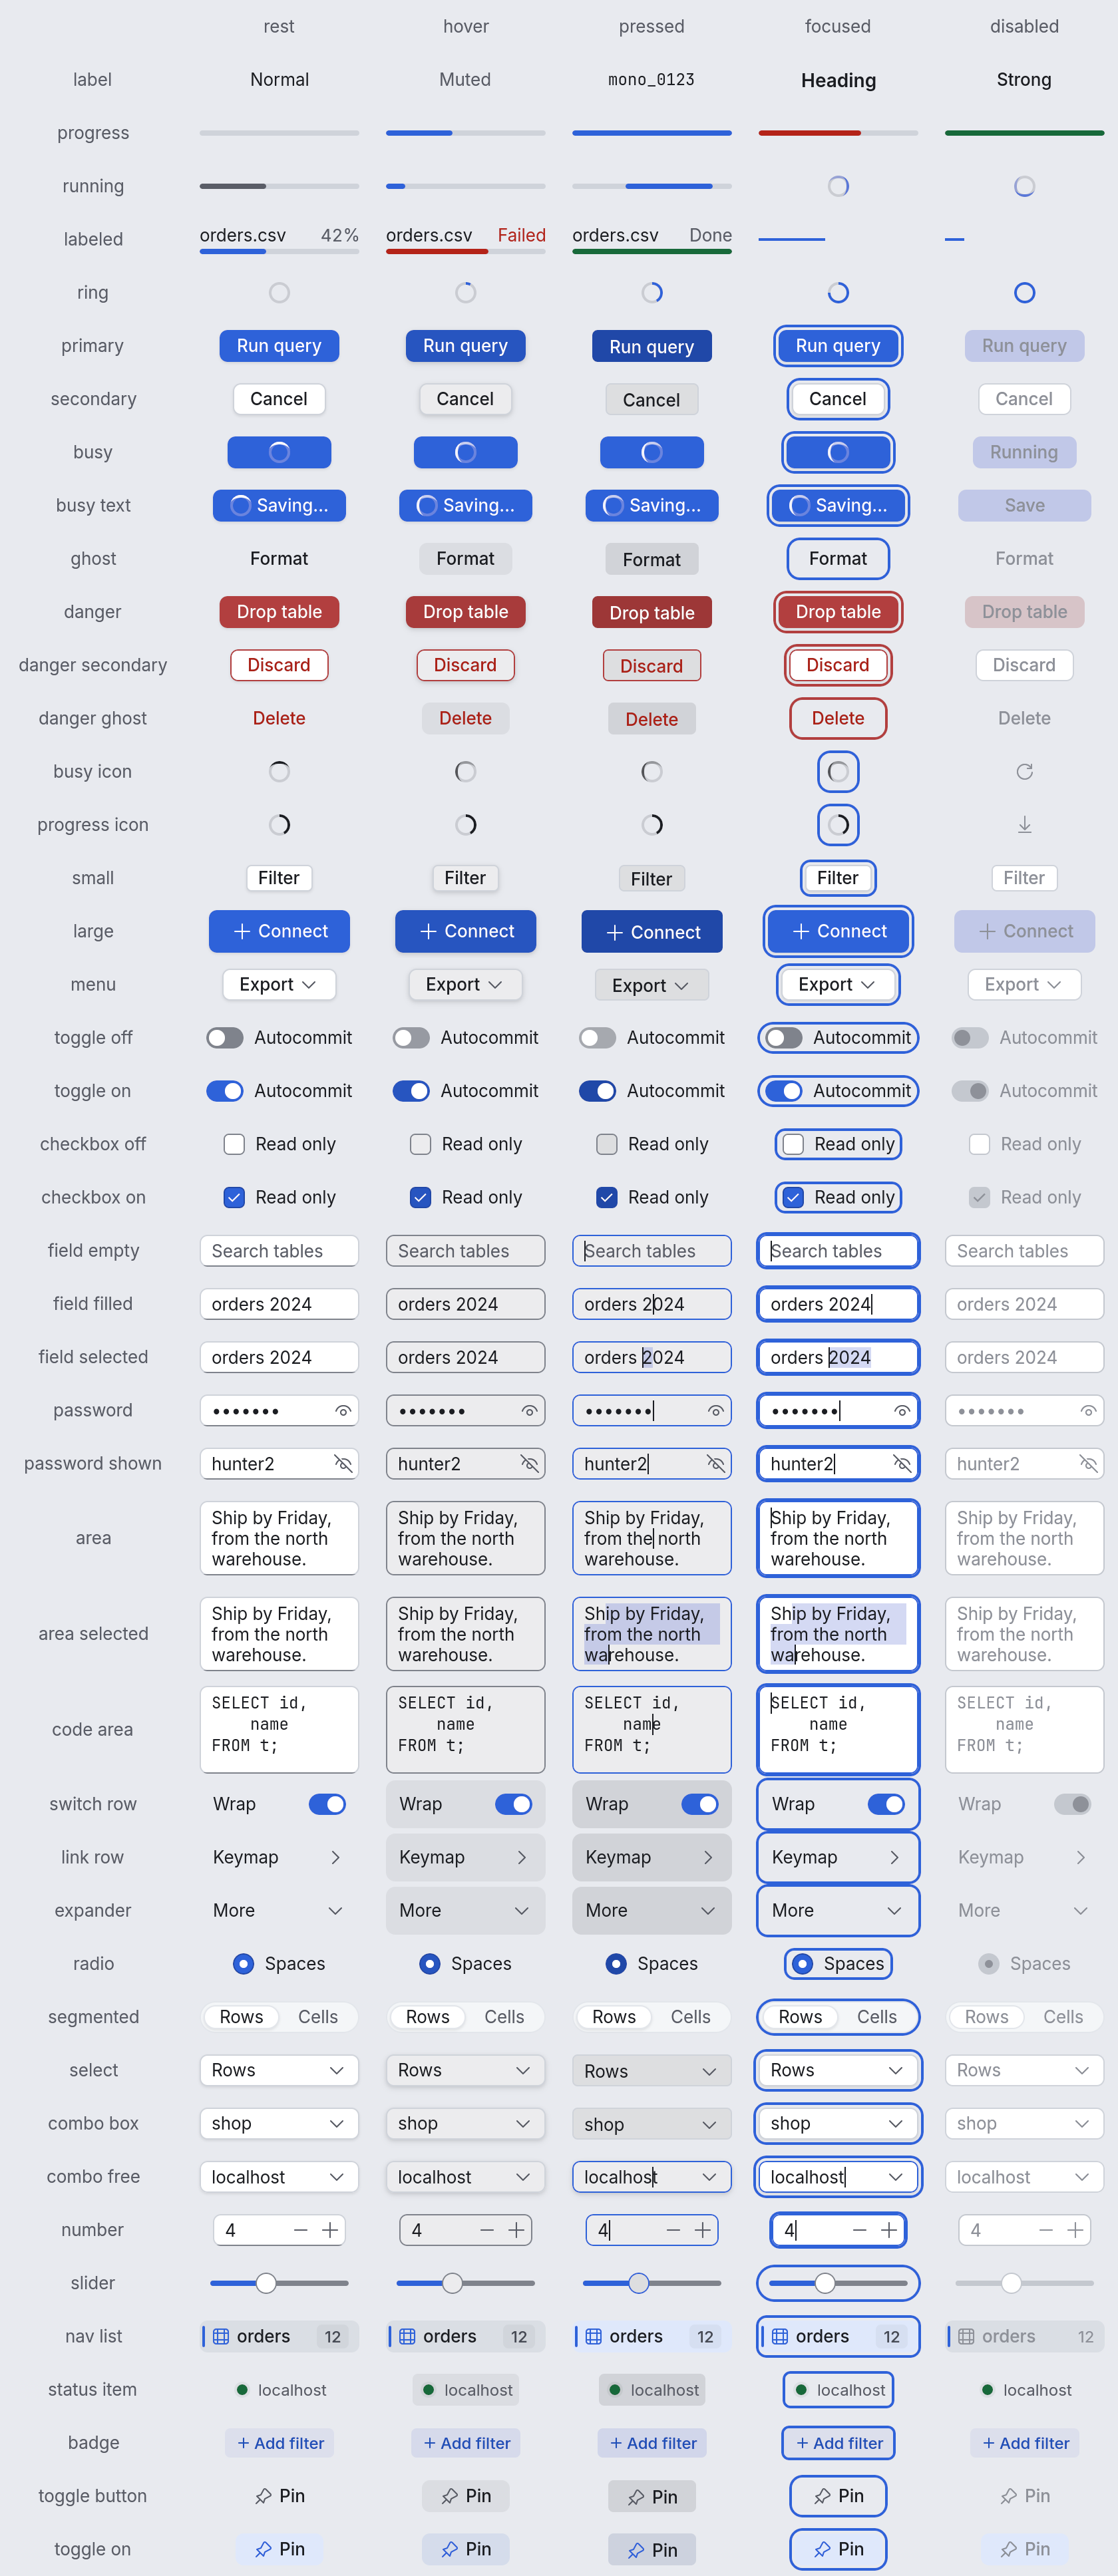 rest hover pressed focused disabled
label Normal Muted mono_0123 Heading Strong
progress
running
labeled orders.csv 42% orders.csv Failed orders.csv Done
ring
primary Run query Run query Run query Run query Run query
secondary Cancel Cancel Cancel Cancel Cancel
busy Running
busy text Saving... Saving... Saving... Saving... Save
ghost Format Format Format Format Format
danger Drop table Drop table Drop table Drop table Drop table
danger secondary Discard Discard Discard Discard Discard
danger ghost Delete Delete Delete Delete Delete
busy icon
progress icon
small Filter Filter Filter Filter Filter
large Connect Connect Connect Connect Connect
menu Export Export Export Export Export
toggle off Autocommit Autocommit Autocommit Autocommit Autocommit
toggle on Autocommit Autocommit Autocommit Autocommit Autocommit
checkbox off Read only Read only Read only Read only Read only
checkbox on Read only Read only Read only Read only Read only
field empty Search tables Search tables Search tables Search tables Search tables
field filled orders 2024 orders 2024 orders 2024 orders 2024 orders 2024
field selected orders 2024 orders 2024 orders 2024 orders 2024 orders 2024
password ••••••• ••••••• ••••••• ••••••• •••••••
password shown hunter2 hunter2 hunter2 hunter2 hunter2
Ship by Friday, Ship by Friday, Ship by Friday, Ship by Friday, Ship by Friday,
area from the north from the north from the north from the north from the north
warehouse. warehouse. warehouse. warehouse. warehouse.
Ship by Friday, Ship by Friday, Ship by Friday, Ship by Friday, Ship by Friday,
area selected from the north from the north from the north from the north from the north
warehouse. warehouse. warehouse. warehouse. warehouse.
SELECT id, SELECT id, SELECT id, SELECT id, SELECT id,
code area name name name name name
FROM t; FROM t; FROM t; FROM t; FROM t;
switch row Wrap Wrap Wrap Wrap Wrap
link row Keymap Keymap Keymap Keymap Keymap
expander More More More More More
radio Spaces Spaces Spaces Spaces Spaces
segmented Rows Cells Rows Cells Rows Cells Rows Cells Rows Cells
select Rows Rows Rows Rows Rows
combo box shop shop shop shop shop
combo free localhost localhost localhost localhost localhost
number 4 4 4 4 4
slider
nav list orders 12 orders 12 orders 12 orders 12 orders 12
status item localhost localhost localhost localhost localhost
badge + Add filter + Add filter + Add filter + Add filter + Add filter
toggle button Pin Pin Pin Pin Pin
toggle on Pin Pin Pin Pin Pin